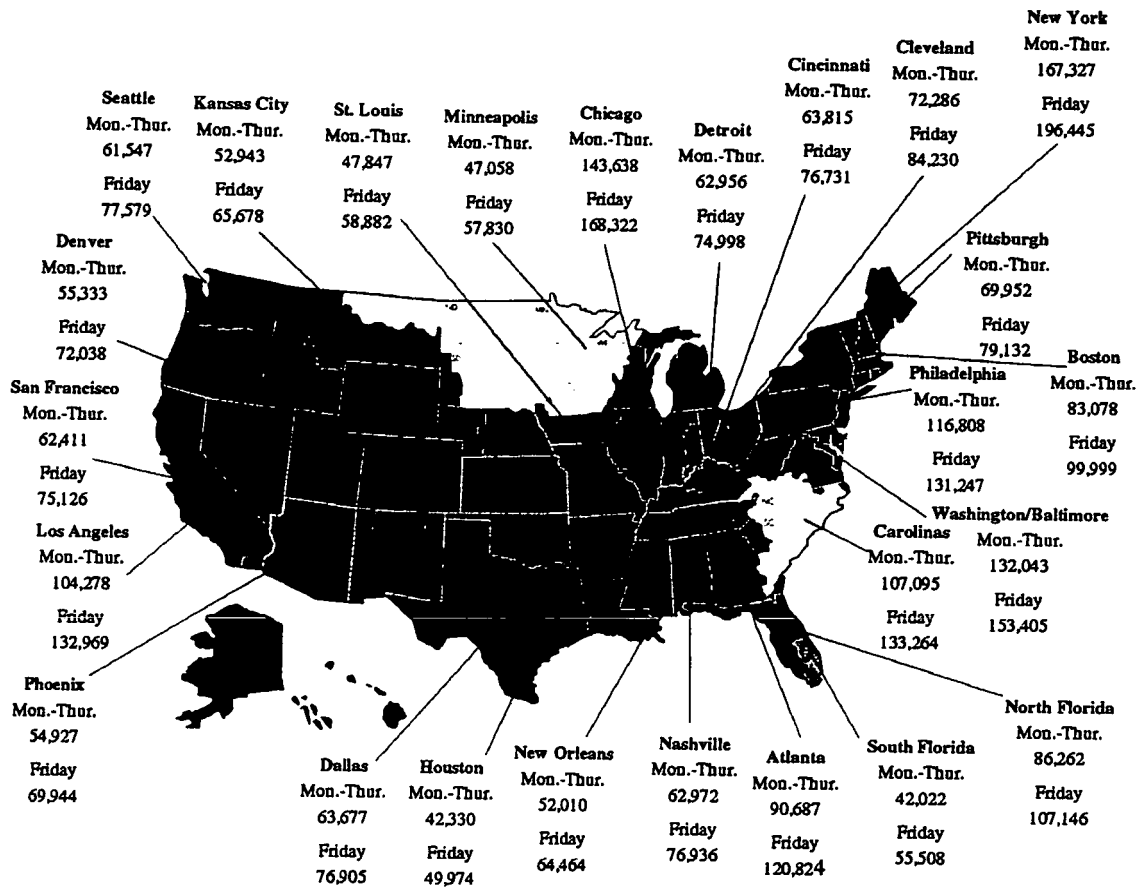 New York
Mon.-Thur.
167,327
Friday
196,445
Cleveland
Mon.-Thur.
72,286
Friday
84,230
Cincinnati
Mon.-Thur.
63,815
Friday
76,731
Seattle
Mon.-Thur.
61,547
Friday
77,579
Kansas City
Mon.-Thur.
52,943
Friday
65,678
St. Louis
Mon.-Thur.
47,847
Friday
58,882
Minneapolis
Mon.-Thur.
47,058
Friday
57,830
Chicago
Mon.-Thur.
143,638
Friday
168,322
Detroit
Mon.-Thur.
62,956
Friday
74,998
Denver
Mon.-Thur.
55,333
Friday
72,038
Pittsburgh
Mon.-Thur.
69,952
Friday
79,132
Boston
Mon.-Thur.
83,078
Friday
99,999
Philadelphia
Mon.-Thur.
116,808
Friday
131,247
San Francisco
Mon.-Thur.
62,411
Friday
75,126
Los Angeles
Mon.-Thur.
104,278
Friday
132,969
Washington/Baltimore
Mon.-Thur.
132,043
Friday
153,405
Carolinas
Mon.-Thur.
107,095
Friday
133,264
Phoenix
Mon.-Thur.
54,927
Friday
69,944
Dallas
Mon.-Thur.
63,677
Friday
76,905
Houston
Mon.-Thur.
42,330
Friday
49,974
New Orleans
Mon.-Thur.
52,010
Friday
64,464
Nashville
Mon.-Thur.
62,972
Friday
76,936
Atlanta
Mon.-Thur.
90,687
Friday
120,824
South Florida
Mon.-Thur.
42,022
Friday
55,508
North Florida
Mon.-Thur.
86,262
Friday
107,146